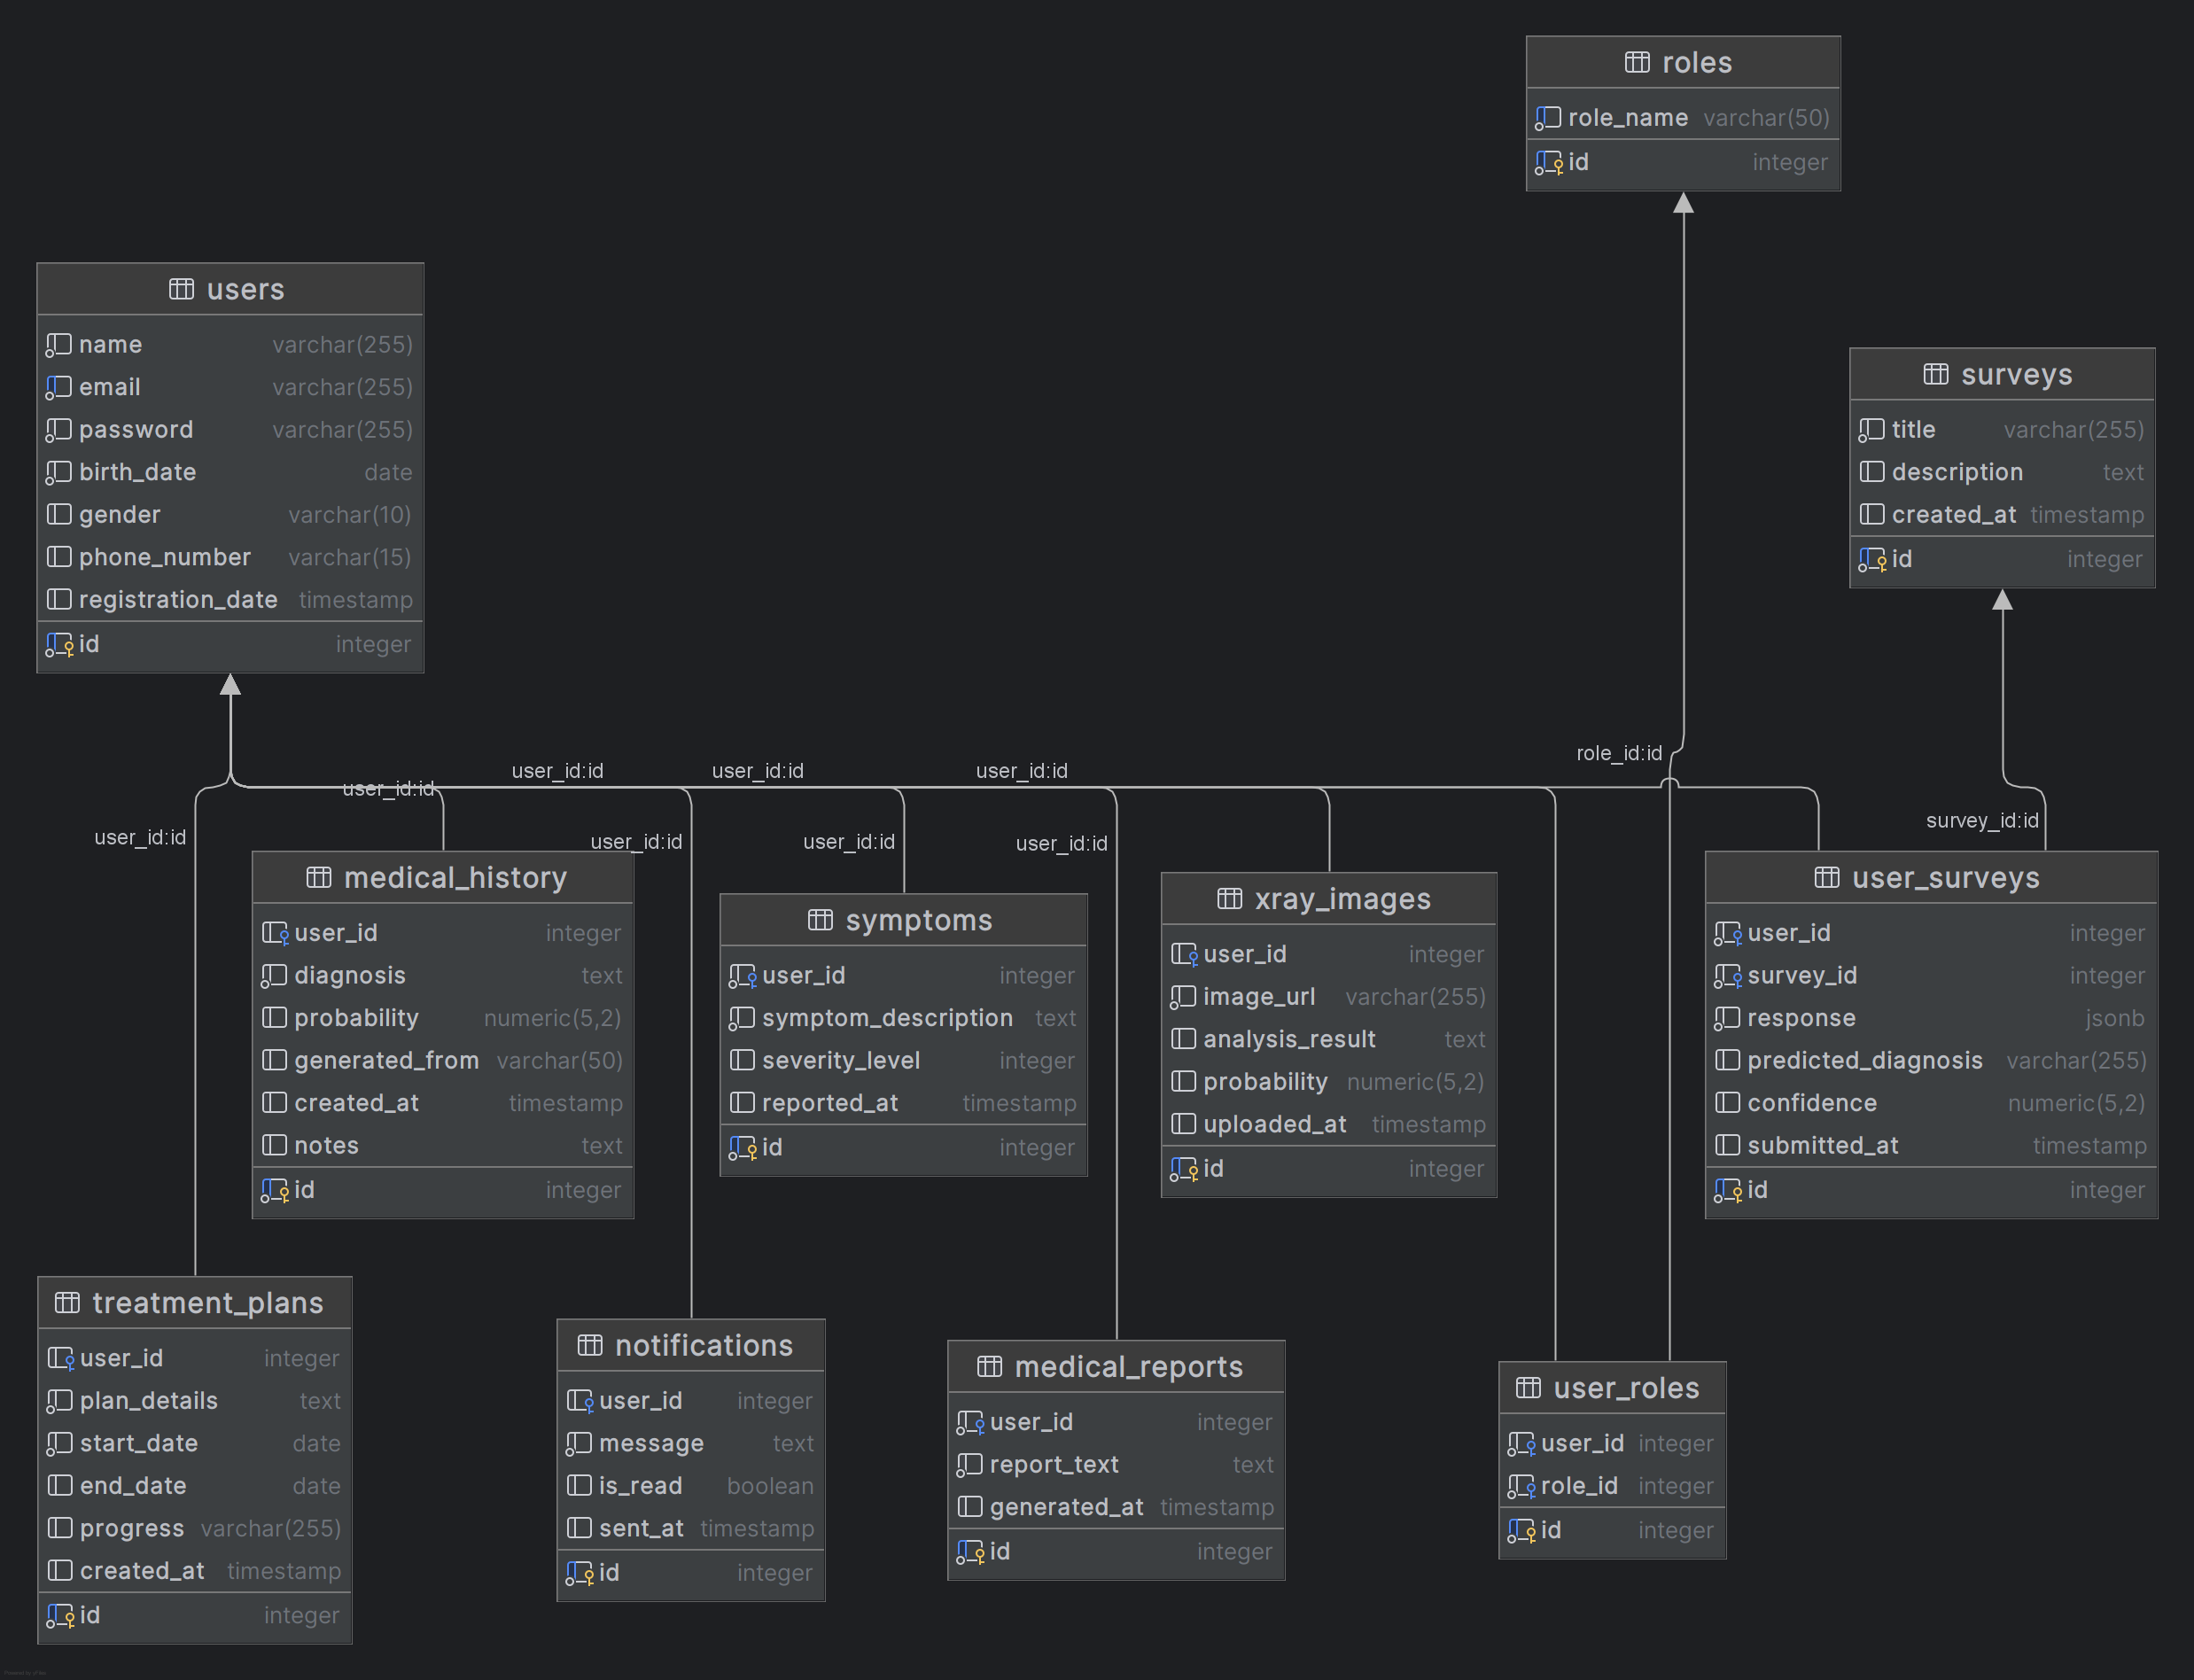 roles
role_name varchar(50)
id integer
users
name varchar(255)
email varchar(255)
password varchar(255)
birth_date date
gender varchar(10)
phone_number varchar(15)
registration_date timestamp
id integer
surveys
title varchar(255)
description text
created_at timestamp
id integer
role_id:id
user_id:id
user_id:id
user_id:id
user_id:id
survey_id:id
user_id:id
user_id:id
user_id:id
user_id:id
medical_history
user_id integer
diagnosis text
probability numeric(5,2)
generated_from varchar(50)
created_at timestamp
notes text
id integer
symptoms
user_id integer
symptom_description text
severity_level integer
reported_at timestamp
id integer
xray_images
user_id integer
image_url varchar(255)
analysis_result text
probability numeric(5,2)
uploaded_at timestamp
id integer
user_surveys
user_id integer
survey_id integer
response jsonb
predicted_diagnosis varchar(255)
confidence numeric(5,2)
submitted_at timestamp
id integer
treatment_plans
user_id integer
plan_details text
start_date date
end_date date
progress varchar(255)
created_at timestamp
id integer
notifications
user_id integer
message text
is_read boolean
sent_at timestamp
id integer
medical_reports
user_id integer
report_text text
generated_at timestamp
id integer
user_roles
user_id integer
role_id integer
id integer